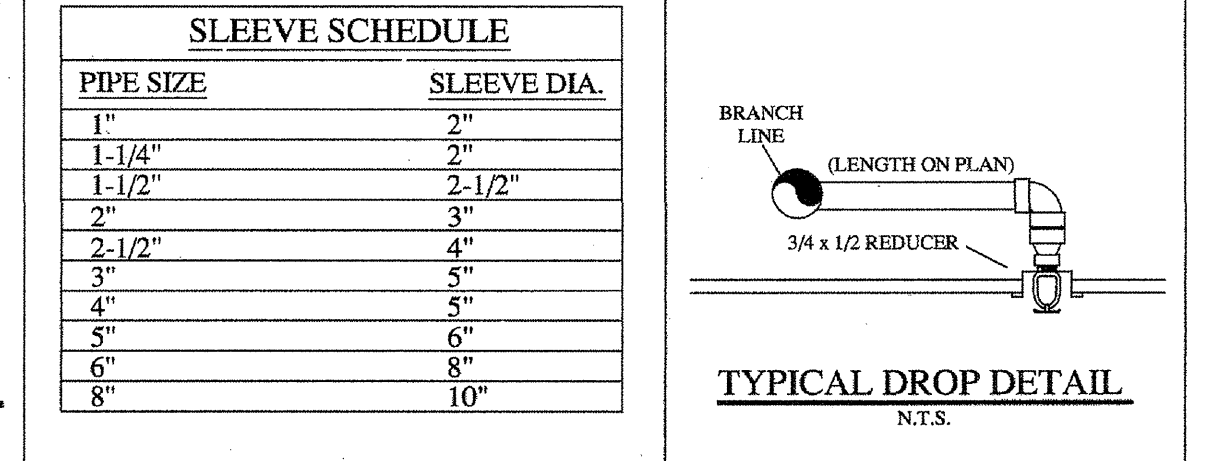 SLEEVE SCHEDULE
PIPE SIZE SLEEVE DIA.
1" 2"
1-1/4" 2"
1-1/2" 2-1/2"
2" 3"
2-1/2" 4"
3" 5"
4" 5"
5" 6"
6" 8"
8" 10"
BRANCH
LINE
(LENGTH ON PLAN)
3/4 x 1/2 REDUCER
TYPICAL DROP DETAIL
N.T.S.